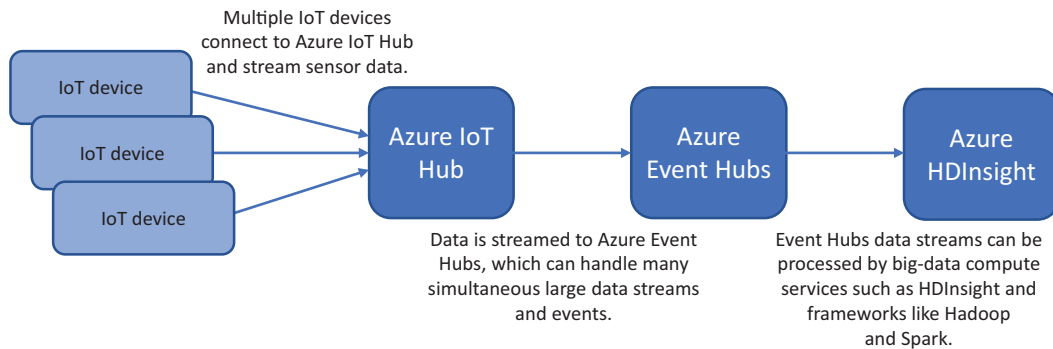 Multiple IoT devices
connect to Azure IoT Hub
and stream sensor data.
IoT device
IoT device
IoT device
Azure IoT
Hub
Azure
Event Hubs
Azure
HDInsight
Data is streamed to Azure Event
Hubs, which can handle many
simultaneous large data streams
and events.
Event Hubs data streams can be
processed by big-data compute
services such as HDInsight and
frameworks like Hadoop
and Spark.